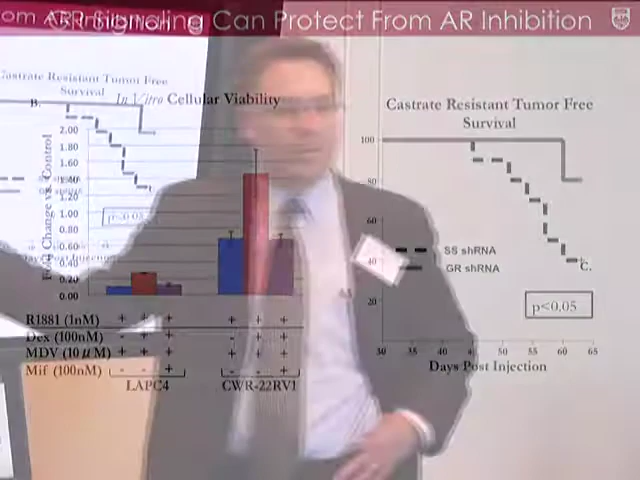 Can Protect From AR Inhibition
Castrate Resistant Tumor Free
Survival
B.
In Vitro Cellular Viability
Castrate Resistant Tumor Free
Survival
Fold Change vs. Control
2.00
1.80
1.60
1.40
1.20
1.00
0.80
0.60
0.40
0.20
0.00
p<0.05
R1881 (1nM) + + + + + +
Dex (100nM) - + + - + +
MDV (10 µM) + + + + + +
Mif (100nM) - - + - - +
LAPC4
CWR-22RV1
100
80
60
40
20
SS shRNA
GR shRNA
C.
p<0.05
30 35 40 45 50 55 60 65
Days Post Injection